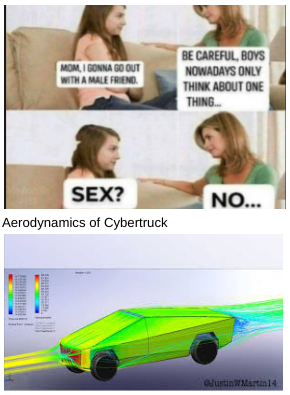 MOM, I GONNA GO OUT
WITH A MALE FRIEND.
BE CAREFUL, BOYS
NOWADAYS ONLY
THINK ABOUT ONE
THING...
SEX?
NO...
Aerodynamics of Cybertruck
@JustinWMartin14